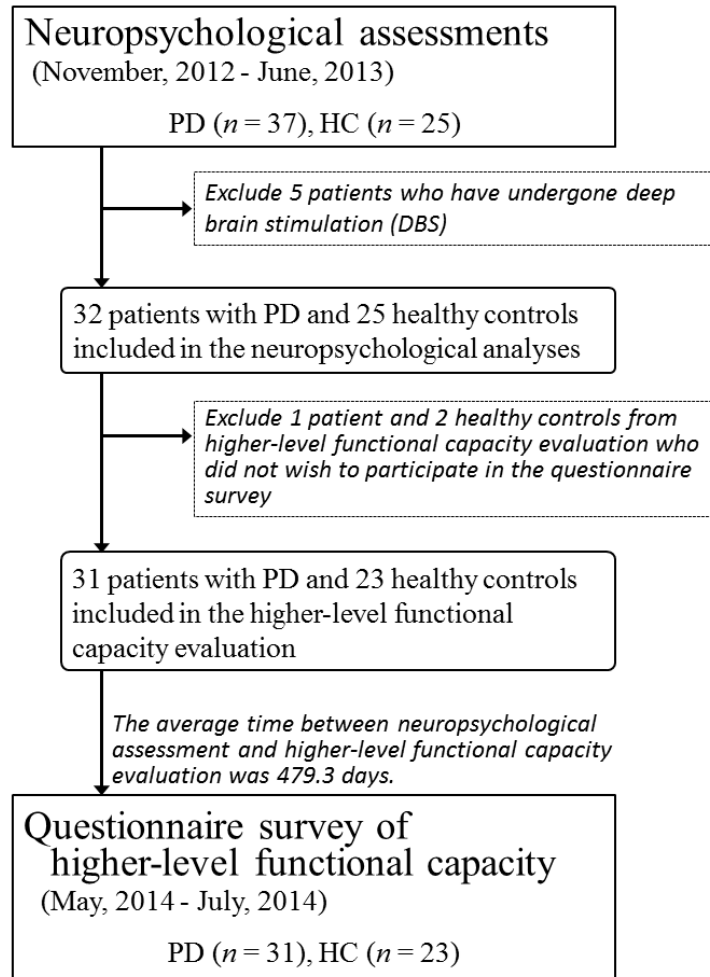 Neuropsychological assessments
(November, 2012 - June, 2013)
PD (n = 37), HC (n = 25)
Exclude 5 patients who have undergone deep
brain stimulation (DBS)
32 patients with PD and 25 healthy controls
included in the neuropsychological analyses
Exclude 1 patient and 2 healthy controls from
higher-level functional capacity evaluation who
did not wish to participate in the questionnaire
survey
31 patients with PD and 23 healthy controls
included in the higher-level functional
capacity evaluation
The average time between neuropsychological
assessment and higher-level functional capacity
evaluation was 479.3 days.
Questionnaire survey of
higher-level functional capacity
(May, 2014 - July, 2014)
PD (n = 31), HC (n = 23)